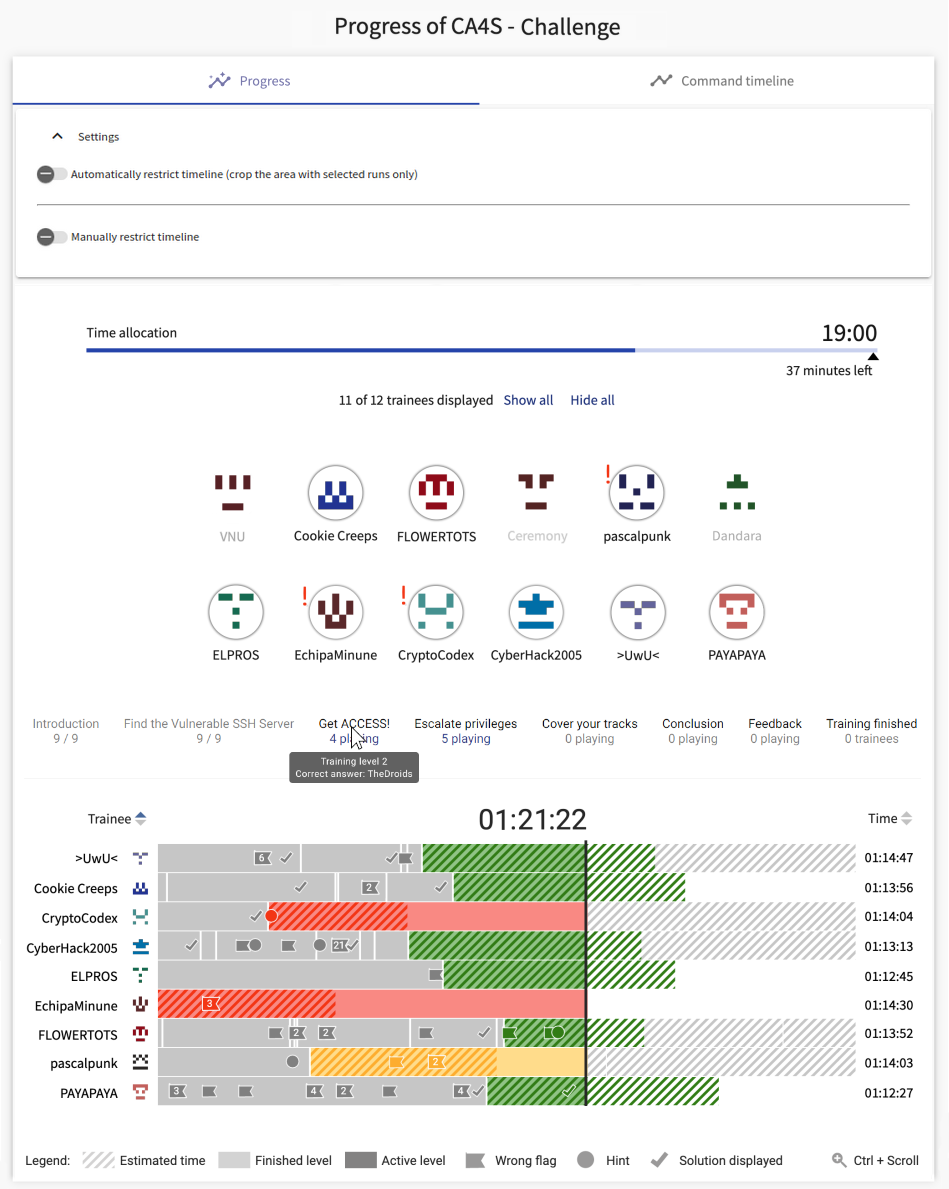 Progress of CA4S - Challenge
Progress
Command timeline
Settings
Automatically restrict timeline (crop the area with selected runs only)
Manually restrict timeline
Time allocation
19:00
37 minutes left
11 of 12 trainees displayed Show all Hide all
VNU
Cookie Creeps
FLOWERTOTS
Ceremony
! pascalpunk
Dandara
ELPROS
! EchipaMinune
! CryptoCodex
CyberHack2005
>UwU<
PAYAPAYA
Introduction
9 / 9
Find the Vulnerable SSH Server
9 / 9
Get ACCESS!
4 playing
Escalate privileges
5 playing
Cover your tracks
0 playing
Conclusion
0 playing
Feedback
0 playing
Training finished
0 trainees
Training level 2
Correct answer: TheDroids
Trainee
01:21:22
Time
>UwU< 6 01:14:47
Cookie Creeps 2 01:13:56
CryptoCodex 01:14:04
CyberHack2005 21 01:13:13
ELPROS 01:12:45
EchipaMinune 3 01:14:30
FLOWERTOTS 2 2 01:13:52
pascalpunk 2 01:14:03
PAYAPAYA 3 4 2 4 01:12:27
Legend: Estimated time Finished level Active level Wrong flag Hint Solution displayed Ctrl + Scroll